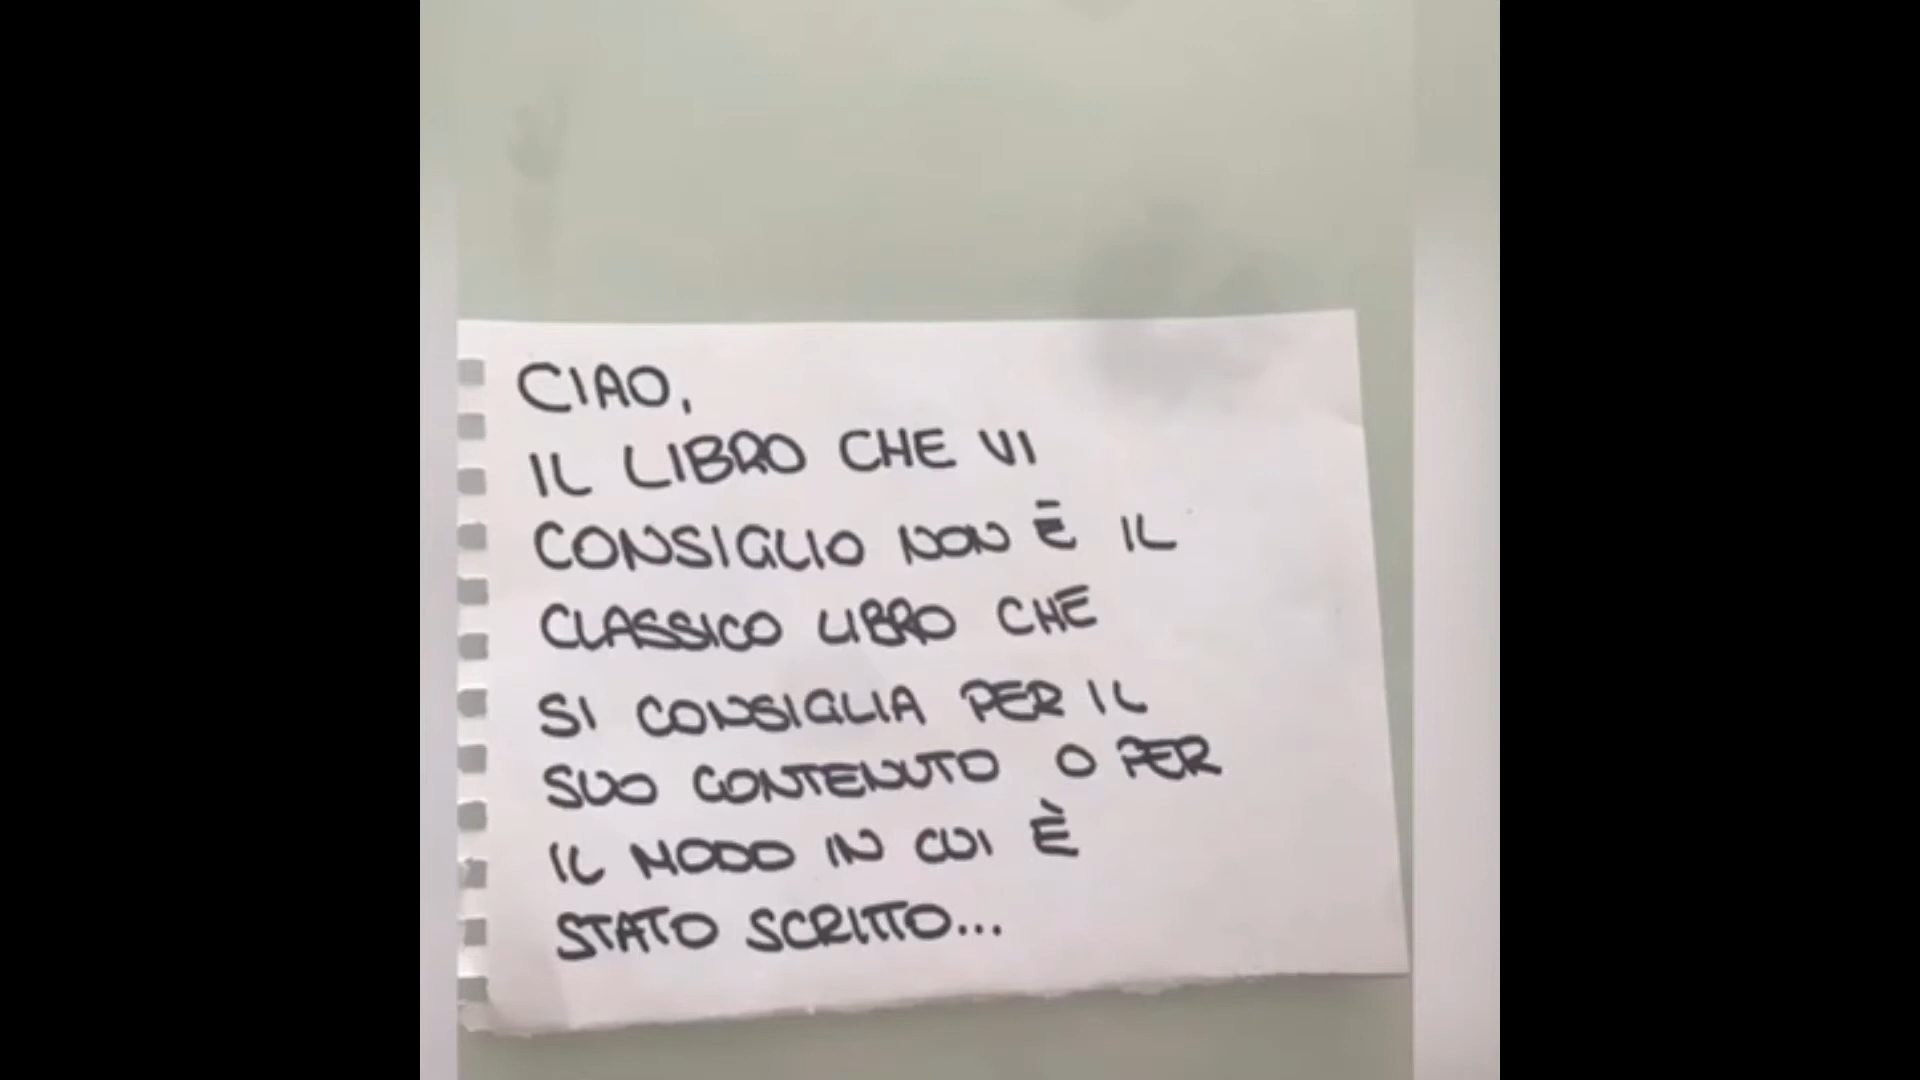 CIAO,
IL LIBRO CHE VI
CONSIGLIO NON È IL
CLASSICO LIBRO CHE
SI CONSIGLIA PER IL
SUO CONTENUTO O PER
IL MODO IN CUI È
STATO SCRITTO...